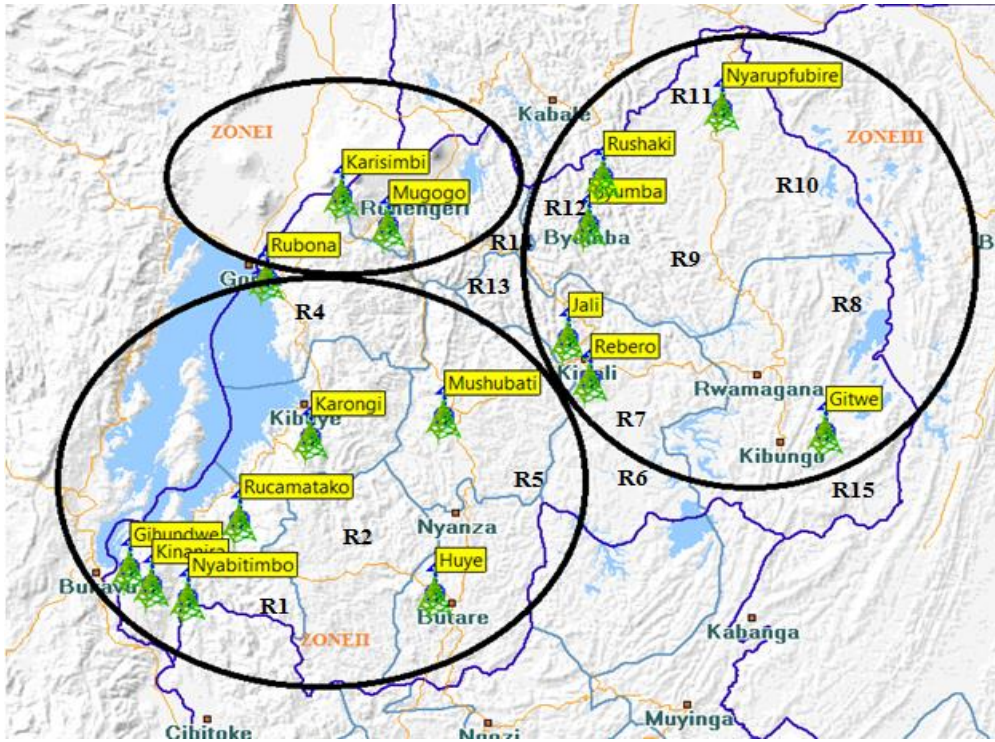 Nyarupfubire
R11
Kabale
ZONEI
ZONEIII
Rushaki
Karisimbi
R10
Byumba
Mugogo
Ruhengeri
R12
Byumba
Rubona
R9
R13
R8
R4
Jali
Rebero
Kigali
Mushubati
Rwamagana
Karongi
Gitwe
Kibuye
R7
Kibungo
R5
R6
R15
Rucamatako
Nyanza
R2
Gihundwe
Kinanira
Nyabitimbo
Huye
Bukavu
R1
Butare
ZONEII
Kabanga
Muyinga
Cibitoke
Ngozi